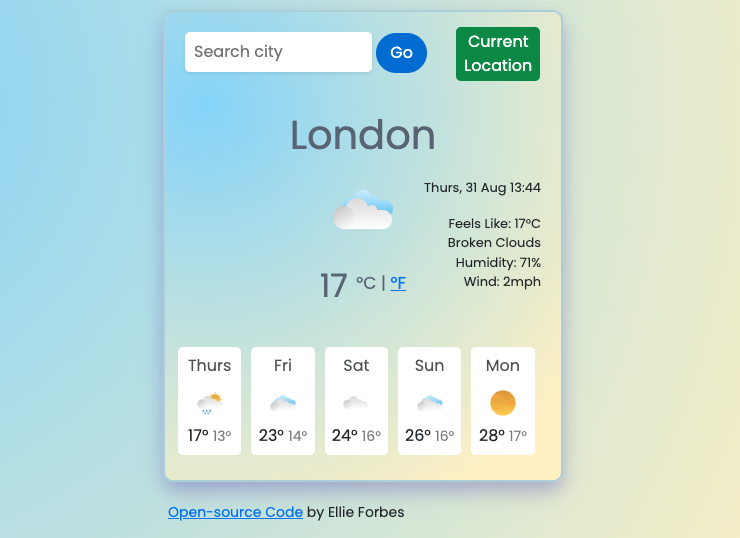 Search city
Go
Current
Location
London
Thurs, 31 Aug 13:44
Feels Like: 17°C
Broken Clouds
Humidity: 71%
Wind: 2mph
17 °C | °F
Thurs Fri Sat Sun Mon
17° 13° 23° 14° 24° 16° 26° 16° 28° 17°
Open-source Code by Ellie Forbes